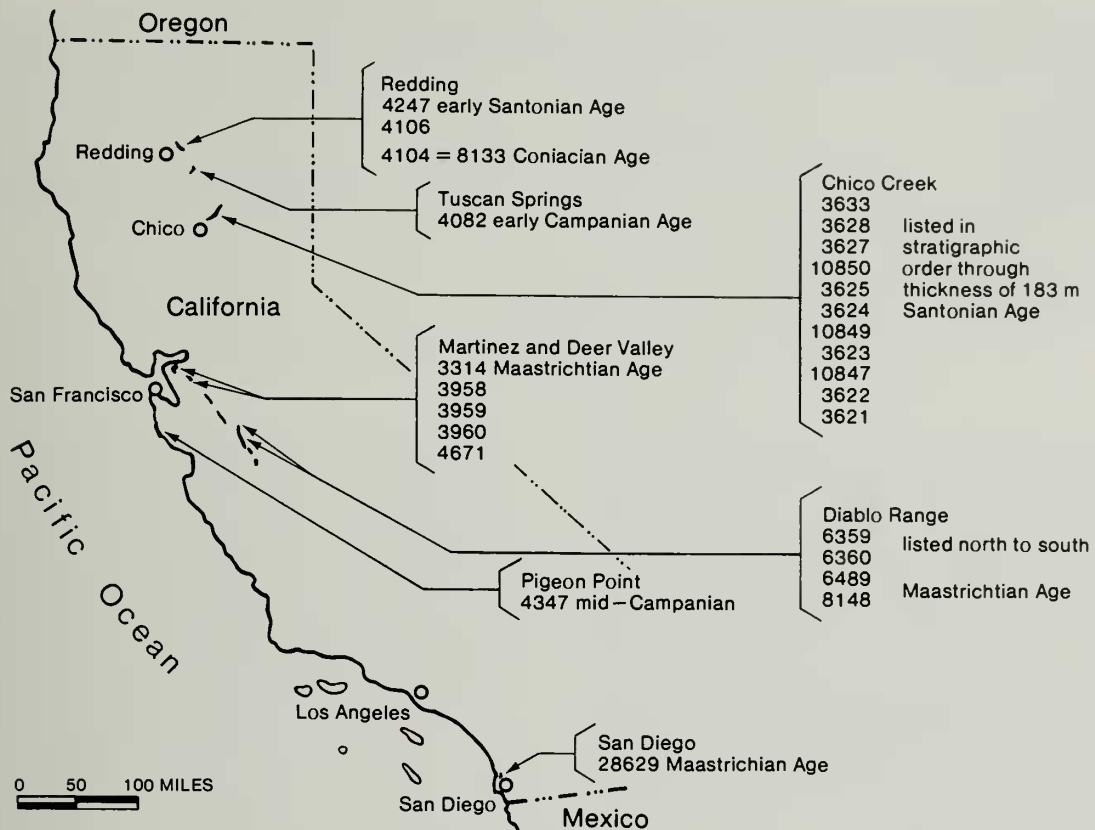 Oregon
Redding
4247 early Santonian Age
4106
4104 = 8133 Coniacian Age
Redding
Tuscan Springs
4082 early Campanian Age
Chico
Chico Creek
3633
3628 listed in
3627 stratigraphic
10850 order through
3625 thickness of 183 m
3624 Santonian Age
10849
3623
10847
3622
3621
California
Martinez and Deer Valley
3314 Maastrichtian Age
3958
3959
3960
4671
San Francisco
Pacific Ocean
Diablo Range
6359 listed north to south
6360
6489
8148 Maastrichtian Age
Pigeon Point
4347 mid–Campanian
Los Angeles
San Diego
28629 Maastrichian Age
0 50 100 MILES
San Diego
Mexico